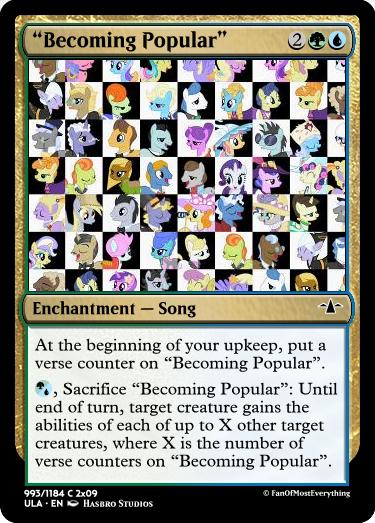 “Becoming Popular” 2
Enchantment — Song
At the beginning of your upkeep, put a
verse counter on “Becoming Popular”.
, Sacrifice “Becoming Popular”: Until
end of turn, target creature gains the
abilities of each of up to X other target
creatures, where X is the number of
verse counters on “Becoming Popular”.
993/1184 C 2x09
ULA • EN Hasbro Studios © FanOfMostEverything